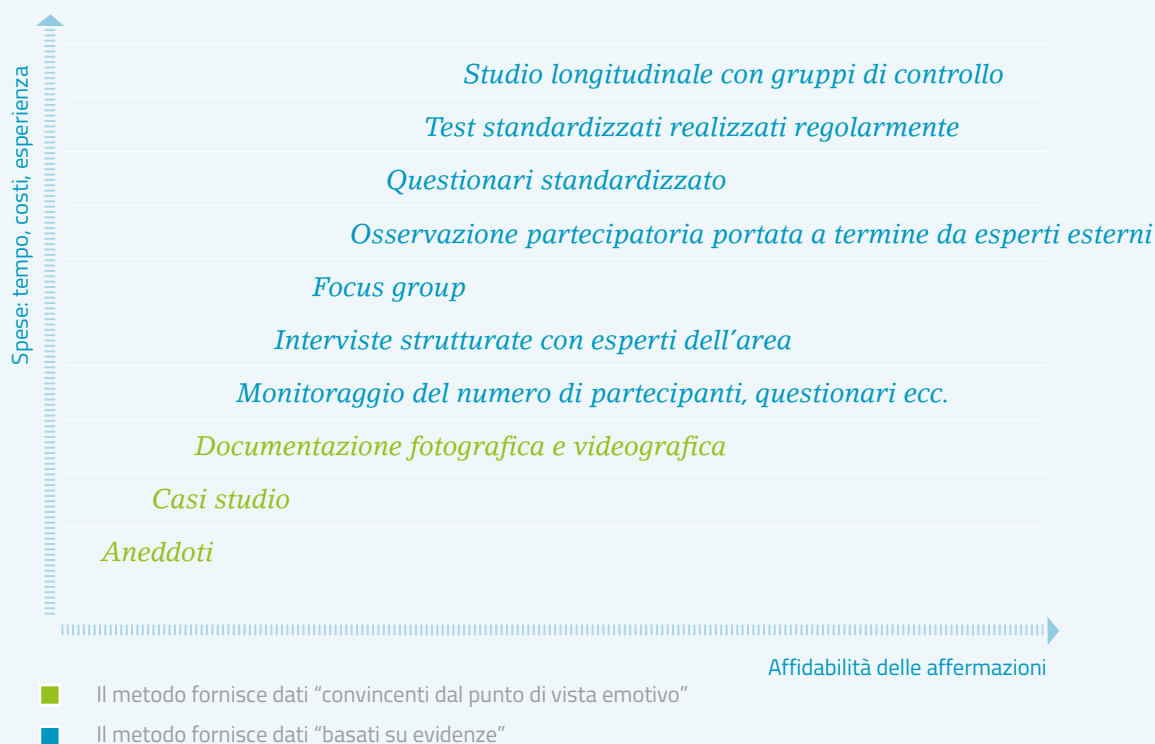 Spese: tempo, costi, esperienza
Studio longitudinale con gruppi di controllo
Test standardizzati realizzati regolarmente
Questionari standardizzato
Osservazione partecipatoria portata a termine da esperti esterni
Focus group
Interviste strutturate con esperti dell’area
Monitoraggio del numero di partecipanti, questionari ecc.
Documentazione fotografica e videografica
Casi studio
Aneddoti
Affidabilità delle affermazioni
Il metodo fornisce dati “convincenti dal punto di vista emotivo”
Il metodo fornisce dati “basati su evidenze”